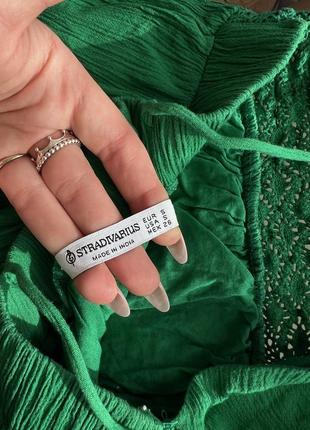 STRADIVARIUS
MADE IN INDIA
EUR S
USA S
MEX 26